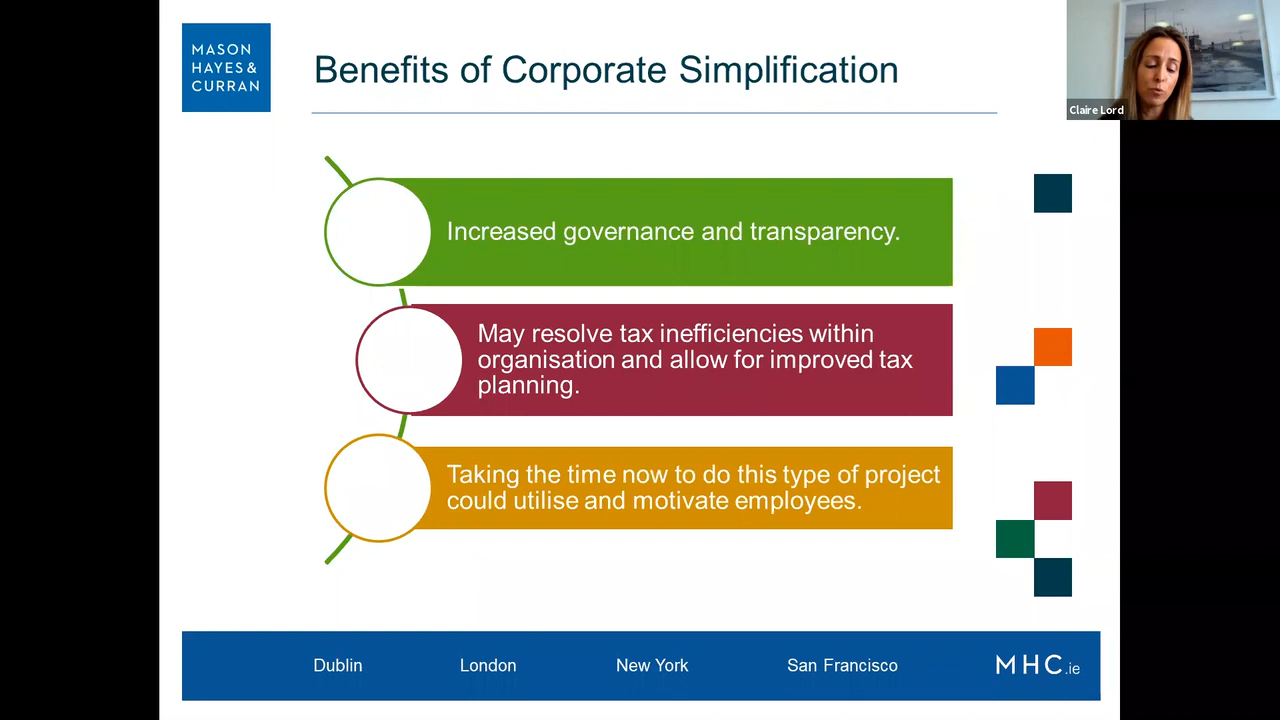 MASON
HAYES &
CURRAN
Benefits of Corporate Simplification
Claire Lord
Increased governance and transparency.
May resolve tax inefficiencies within
organisation and allow for improved tax
planning.
Taking the time now to do this type of project
could utilise and motivate employees.
Dublin London New York San Francisco MHC.ie